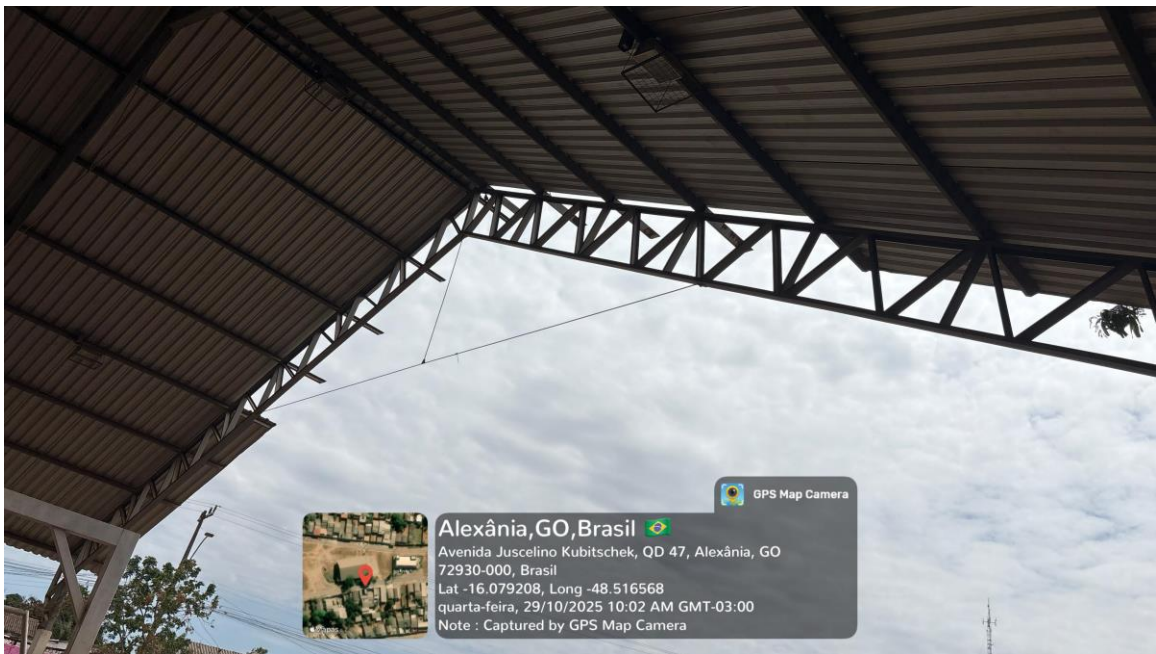 GPS Map Camera
Alexânia,GO,Brasil
Avenida Juscelino Kubitschek, QD 47, Alexânia, GO
72930-000, Brasil
Lat -16.079208, Long -48.516568
quarta-feira, 29/10/2025 10:02 AM GMT-03:00
Note : Captured by GPS Map Camera